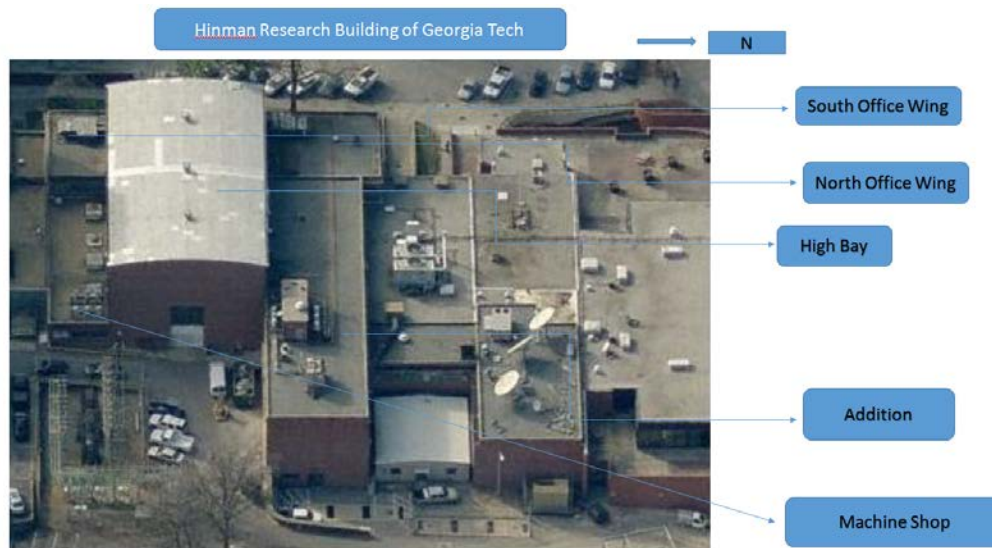 Hinman Research Building of Georgia Tech
N
South Office Wing
North Office Wing
High Bay
Addition
Machine Shop